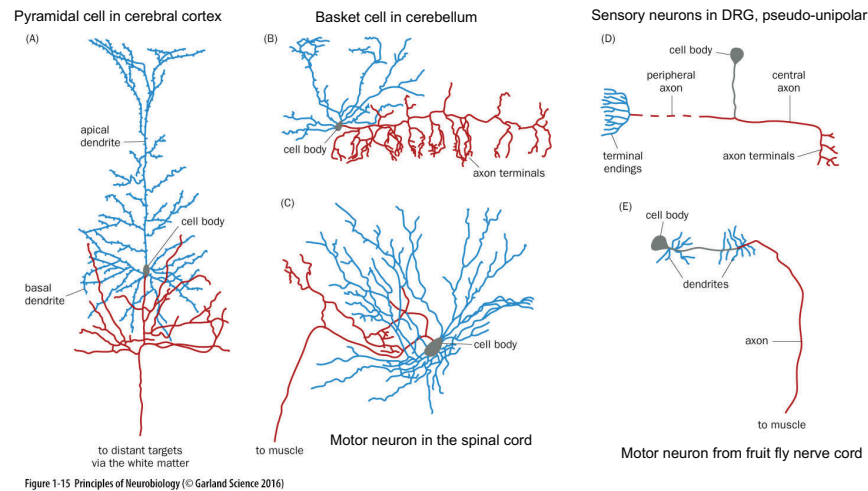 Pyramidal cell in cerebral cortex
(A)
apical
dendrite
cell body
basal
dendrite
to distant targets
via the white matter
Basket cell in cerebellum
(B)
cell body
axon terminals
(C)
cell body
to muscle
Motor neuron in the spinal cord
Sensory neurons in DRG, pseudo-unipolar
(D)
cell body
peripheral
axon
central
axon
terminal
endings
axon terminals
(E)
cell body
dendrites
axon
to muscle
Motor neuron from fruit fly nerve cord
Figure 1-15 Principles of Neurobiology (© Garland Science 2016)